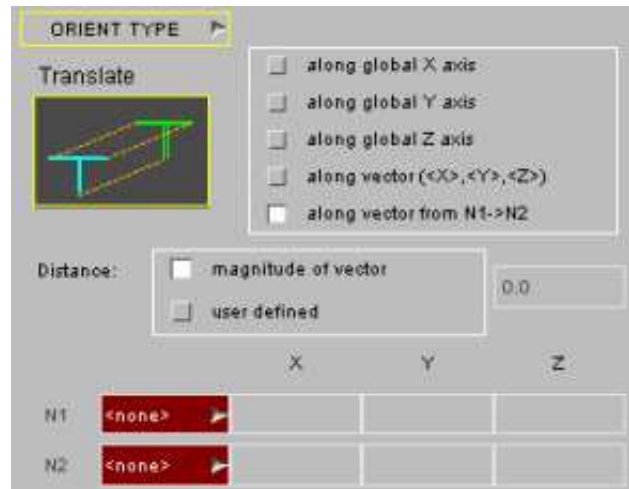 ORIENT TYPE
Translate
along global X axis
along global Y axis
along global Z axis
along vector (<X>,<Y>,<Z>)
along vector from N1->N2
Distance:
magnitude of vector
user defined
0.0
X Y Z
N1 <none>
N2 <none>